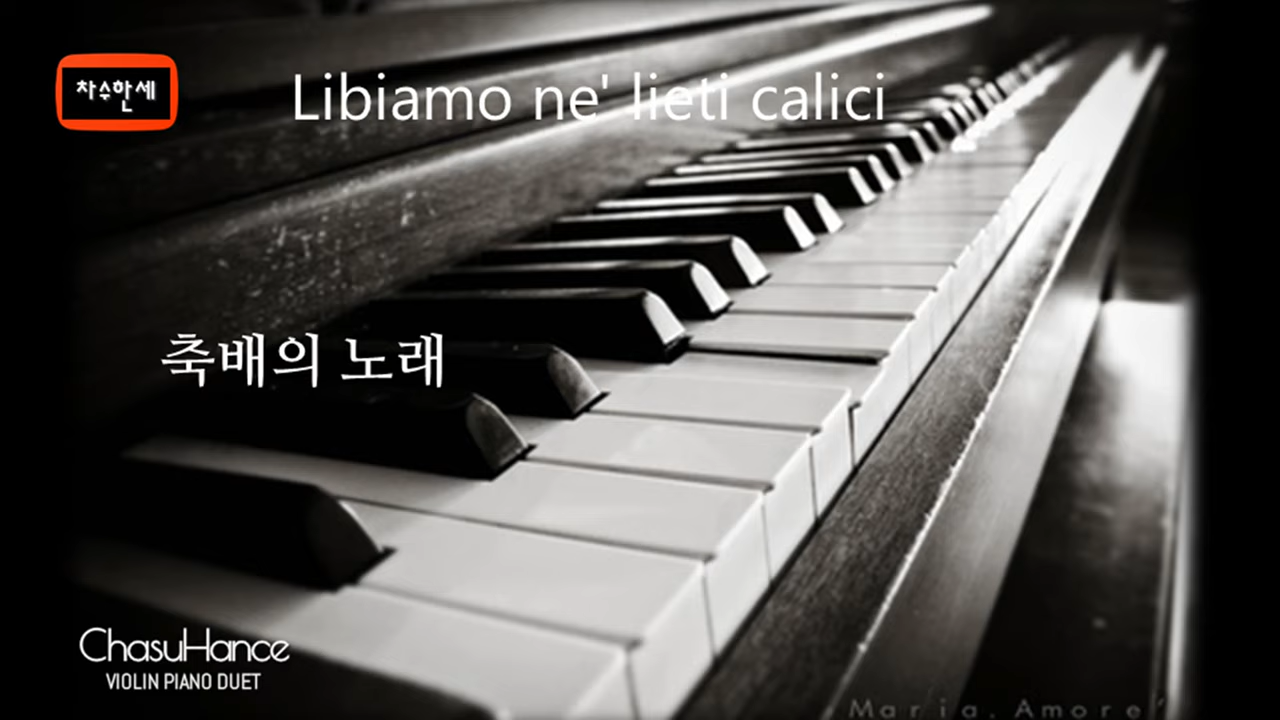 차수한세
Libiamo ne' lieti calici
축배의 노래
ChasuHance
VIOLIN PIANO DUET
Maria. Amore'